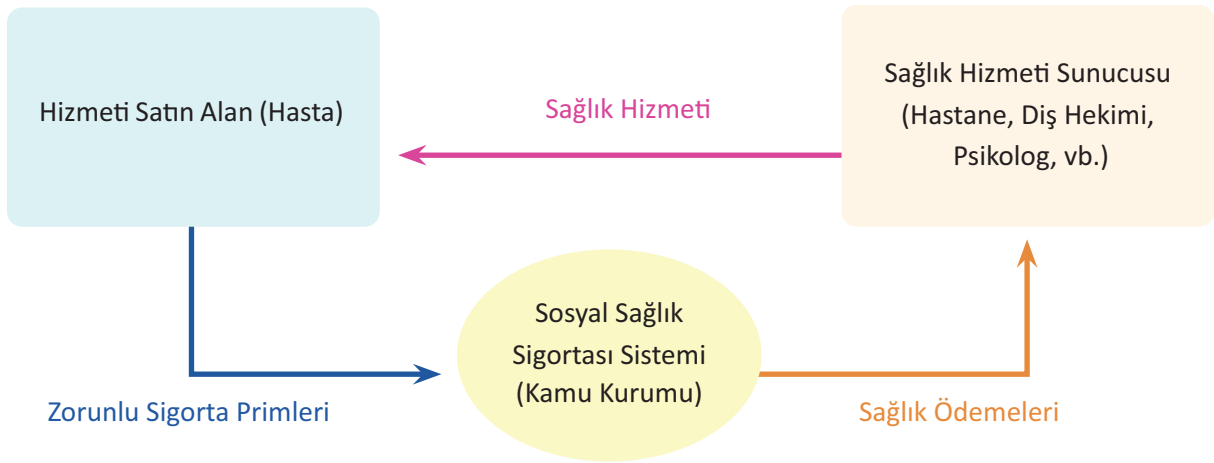 Hizmeti Satın Alan (Hasta)
Sağlık Hizmeti
Sağlık Hizmeti Sunucusu
(Hastane, Diş Hekimi,
Psikolog, vb.)
Sosyal Sağlık
Sigortası Sistemi
(Kamu Kurumu)
Zorunlu Sigorta Primleri
Sağlık Ödemeleri